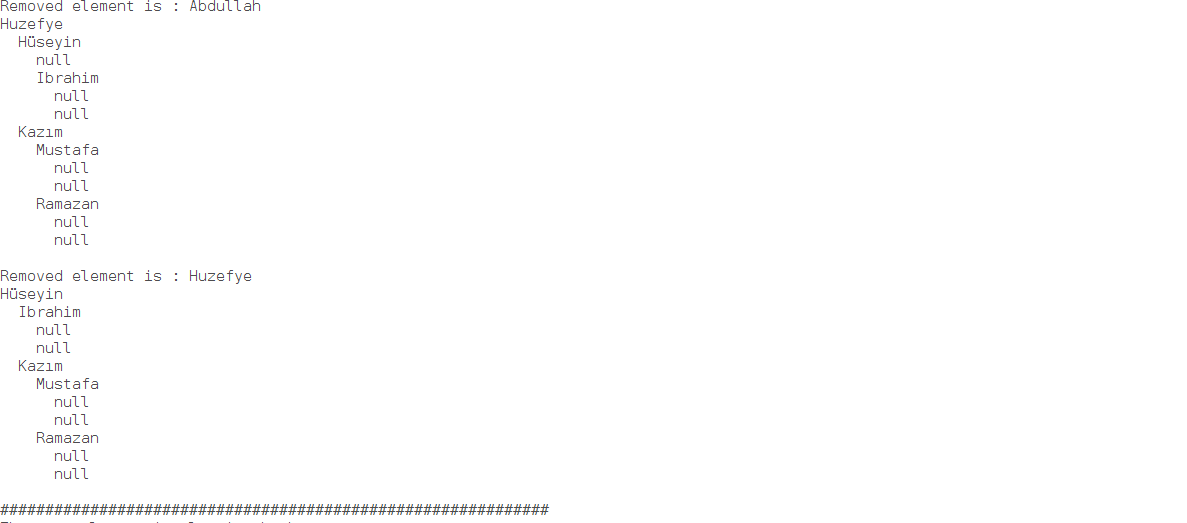 Removed element is : Abdullah
Huzefye
  Hüseyin
    null
    Ibrahim
      null
      null
  Kazım
    Mustafa
      null
      null
    Ramazan
      null
      null

Removed element is : Huzefye
Hüseyin
  Ibrahim
    null
    null
  Kazım
    Mustafa
      null
      null
    Ramazan
      null
      null

#############################################################